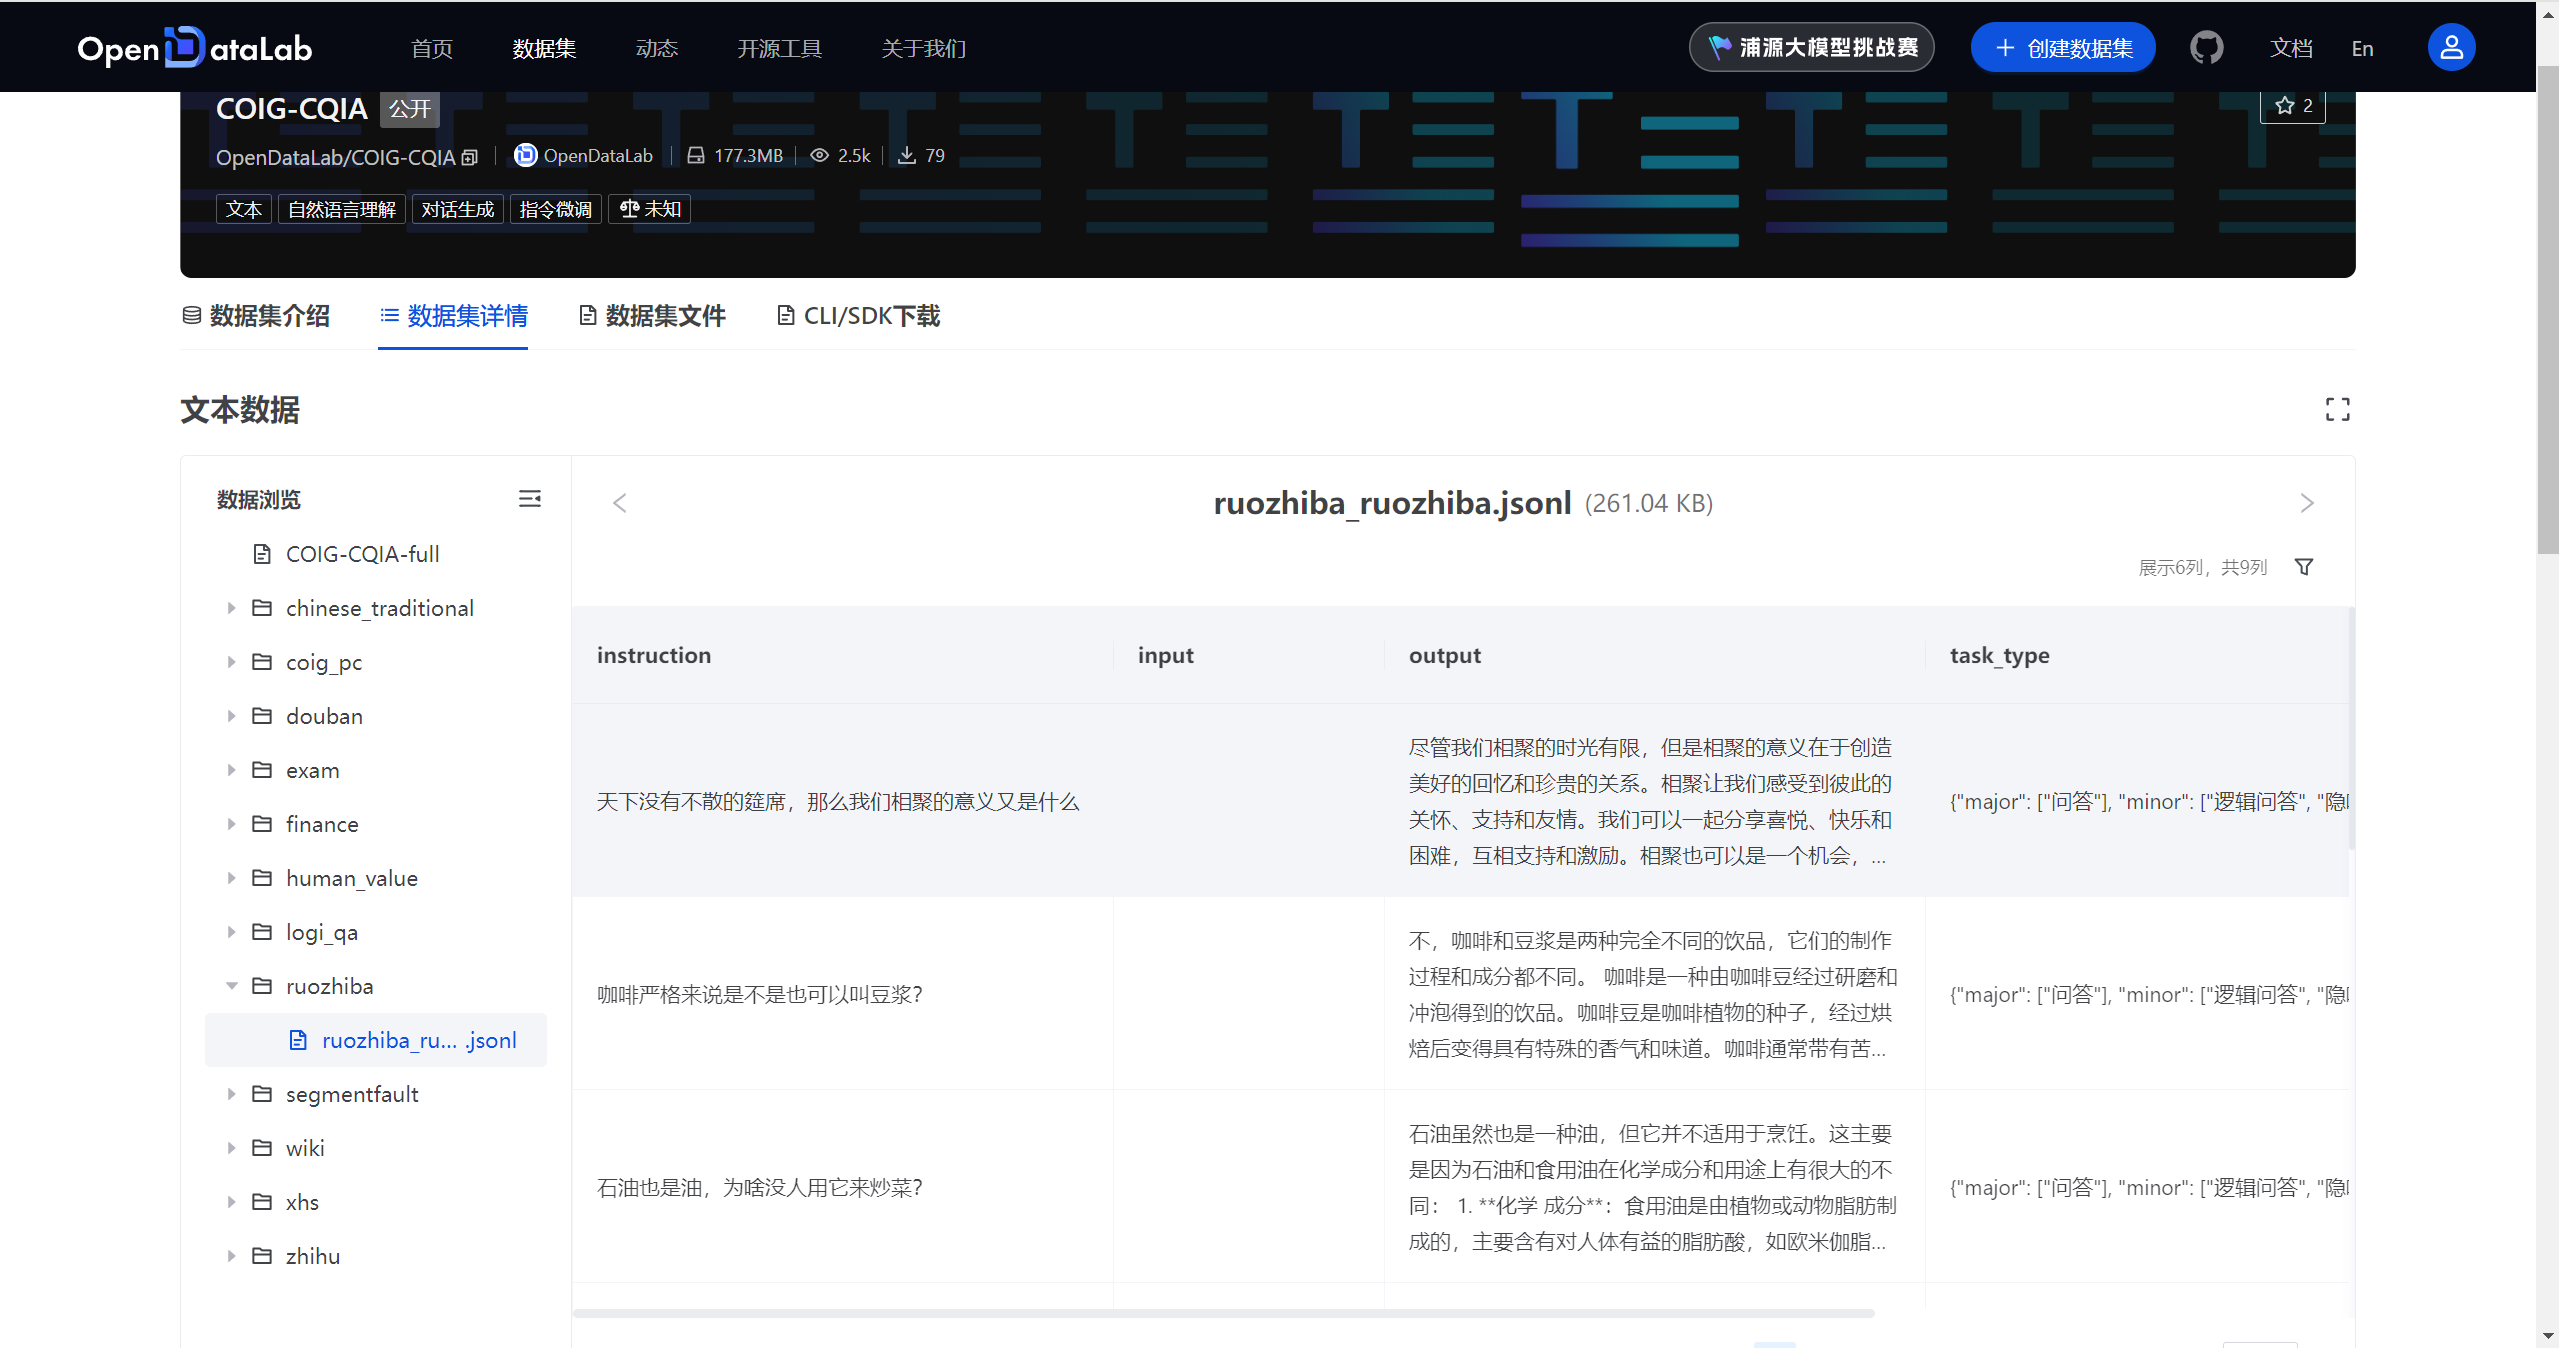 OpenDataLab 首页 数据集 动态 开源工具 关于我们 浦源大模型挑战赛 + 创建数据集 文档 En
COIG-CQIA 公开 2
OpenDataLab/COIG-CQIA OpenDataLab 177.3MB 2.5k 79
文本 自然语言理解 对话生成 指令微调 未知
数据集介绍 数据集详情 数据集文件 CLI/SDK下载
文本数据
数据浏览
COIG-CQIA-full
chinese_traditional
coig_pc
douban
exam
finance
human_value
logi_qa
ruozhiba
ruozhiba_ru... .jsonl
segmentfault
wiki
xhs
zhihu
ruozhiba_ruozhiba.jsonl (261.04 KB)
展示6列，共9列
instruction input output task_type
天下没有不散的筵席，那么我们相聚的意义又是什么
尽管我们相聚的时光有限，但是相聚的意义在于创造
美好的回忆和珍贵的关系。相聚让我们感受到彼此的
关怀、支持和友情。我们可以一起分享喜悦、快乐和
困难，互相支持和激励。相聚也可以是一个机会，...
{"major": ["问答"], "minor": ["逻辑问答", "隐
咖啡严格来说是不是也可以叫豆浆？
不，咖啡和豆浆是两种完全不同的饮品，它们的制作
过程和成分都不同。 咖啡是一种由咖啡豆经过研磨和
冲泡得到的饮品。咖啡豆是咖啡植物的种子，经过烘
焙后变得具有特殊的香气和味道。咖啡通常带有苦...
{"major": ["问答"], "minor": ["逻辑问答", "隐
石油也是油，为啥没人用它来炒菜？
石油虽然也是一种油，但它并不适用于烹饪。这主要
是因为石油和食用油在化学成分和用途上有很大的不
同： 1. **化学 成分**：食用油是由植物或动物脂肪制
成的，主要含有对人体有益的脂肪酸，如欧米伽脂...
{"major": ["问答"], "minor": ["逻辑问答", "隐